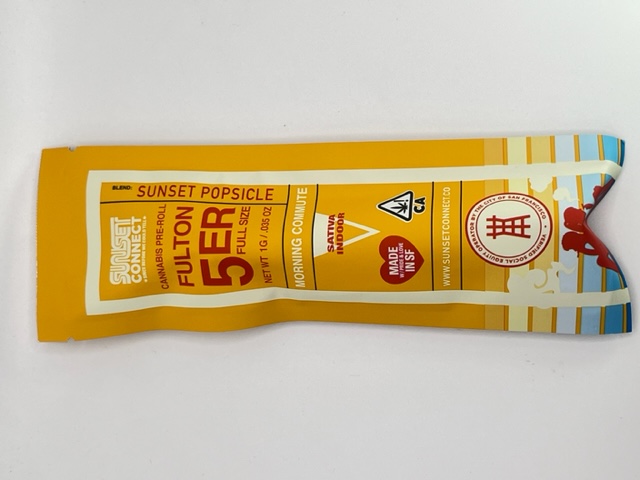 BLEND: SUNSET POPSICLE
SUNSET
CONNECT
CANNABIS PRE-ROLL
FULTON
5ER
FULL SIZE
NET WT 1G / .035 OZ
MORNING COMMUTE
SATIVA
INDOOR
MADE
IN SF
CA
WWW.SUNSETCONNECT.CO
VERIFIED SOCIAL EQUITY OPERATOR BY THE CITY OF SAN FRANCISCO